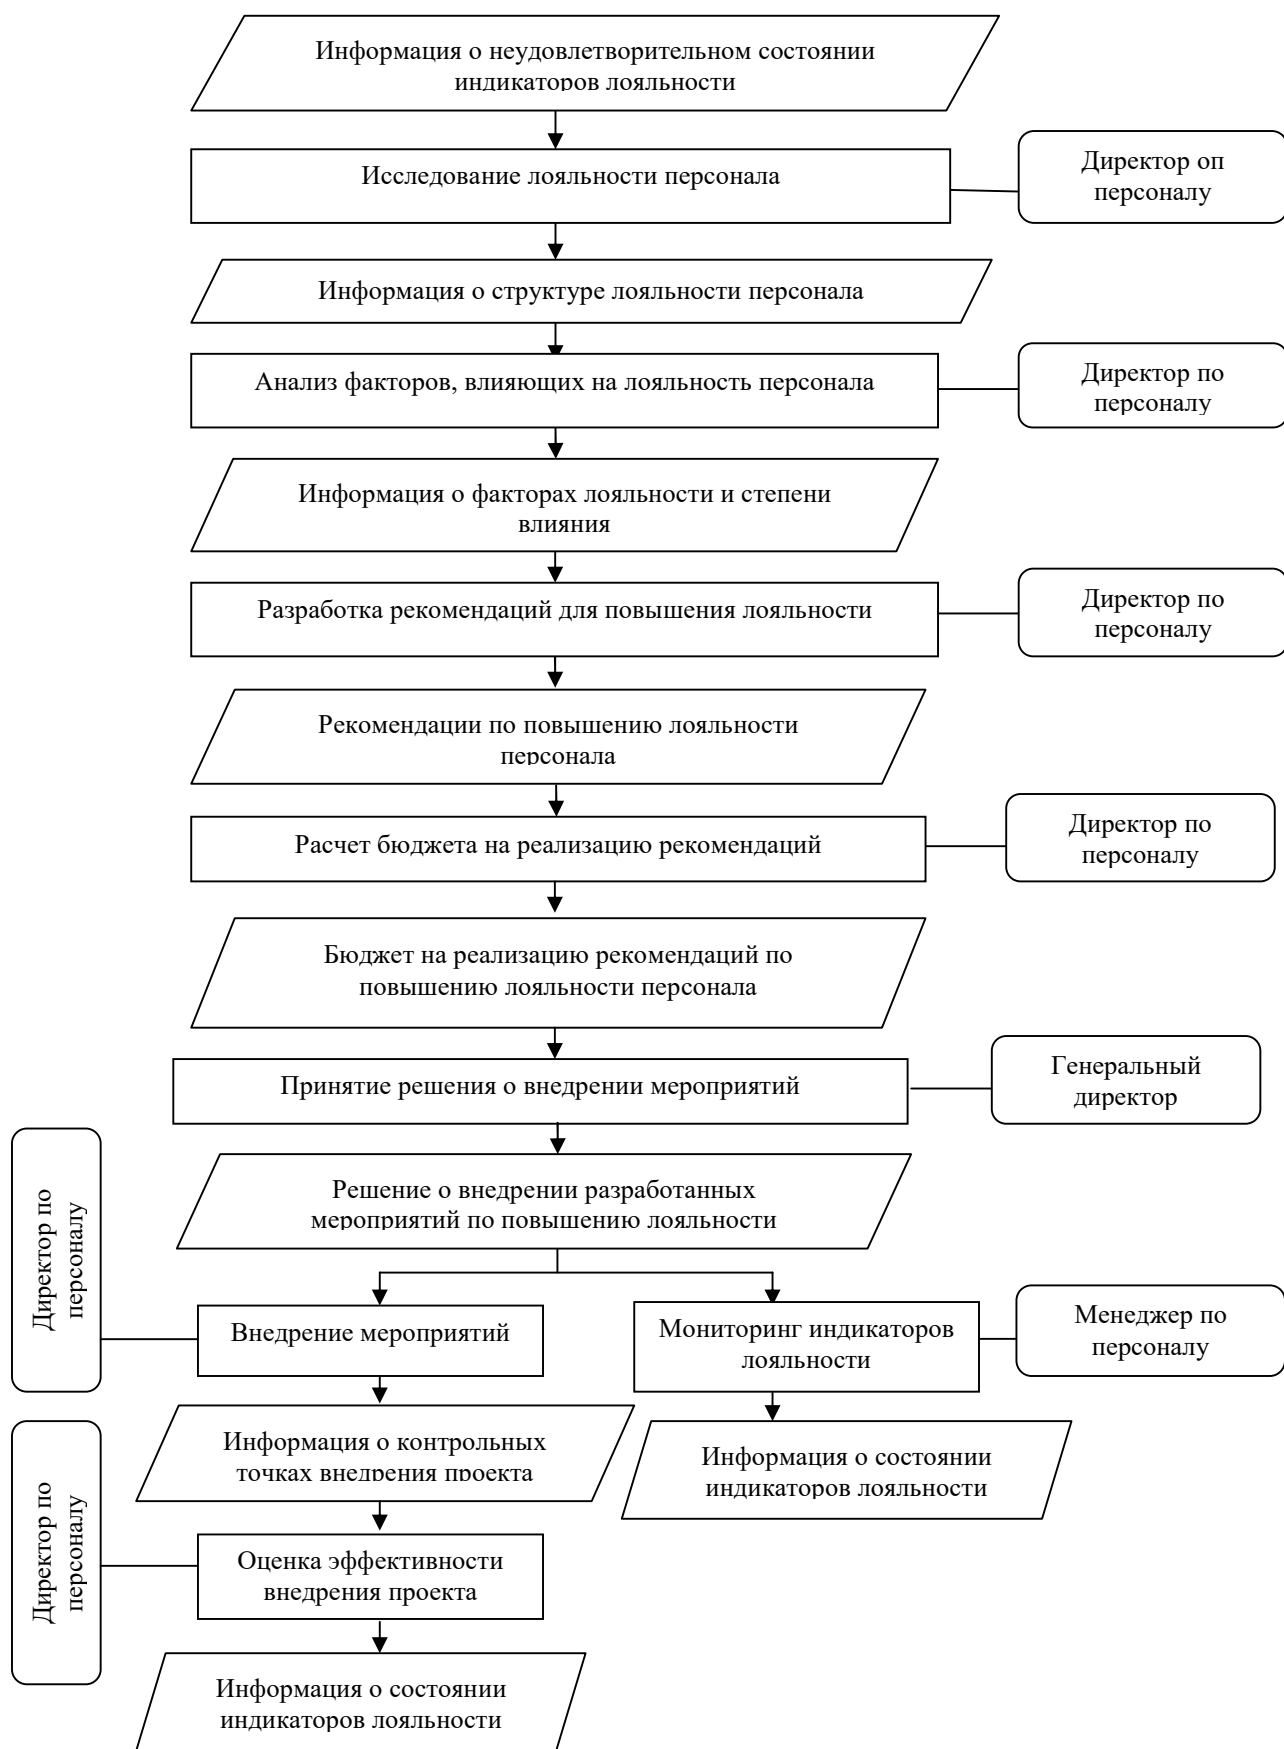 Информация о неудовлетворительном состоянии
индикаторов лояльности
Исследование лояльности персонала
Директор оп
персоналу
Информация о структуре лояльности персонала
Анализ факторов, влияющих на лояльность персонала
Директор по
персоналу
Информация о факторах лояльности и степени
влияния
Разработка рекомендаций для повышения лояльности
Директор по
персоналу
Рекомендации по повышению лояльности
персонала
Расчет бюджета на реализацию рекомендаций
Директор по
персоналу
Бюджет на реализацию рекомендаций по
повышению лояльности персонала
Принятие решения о внедрении мероприятий
Генеральный
директор
Решение о внедрении разработанных
мероприятий по повышению лояльности
Директор по
персоналу
Внедрение мероприятий
Мониторинг индикаторов
лояльности
Менеджер по
персоналу
Информация о контрольных
точках внедрения проекта
Информация о состоянии
индикаторов лояльности
Директор по
персоналу
Оценка эффективности
внедрения проекта
Информация о состоянии
индикаторов лояльности